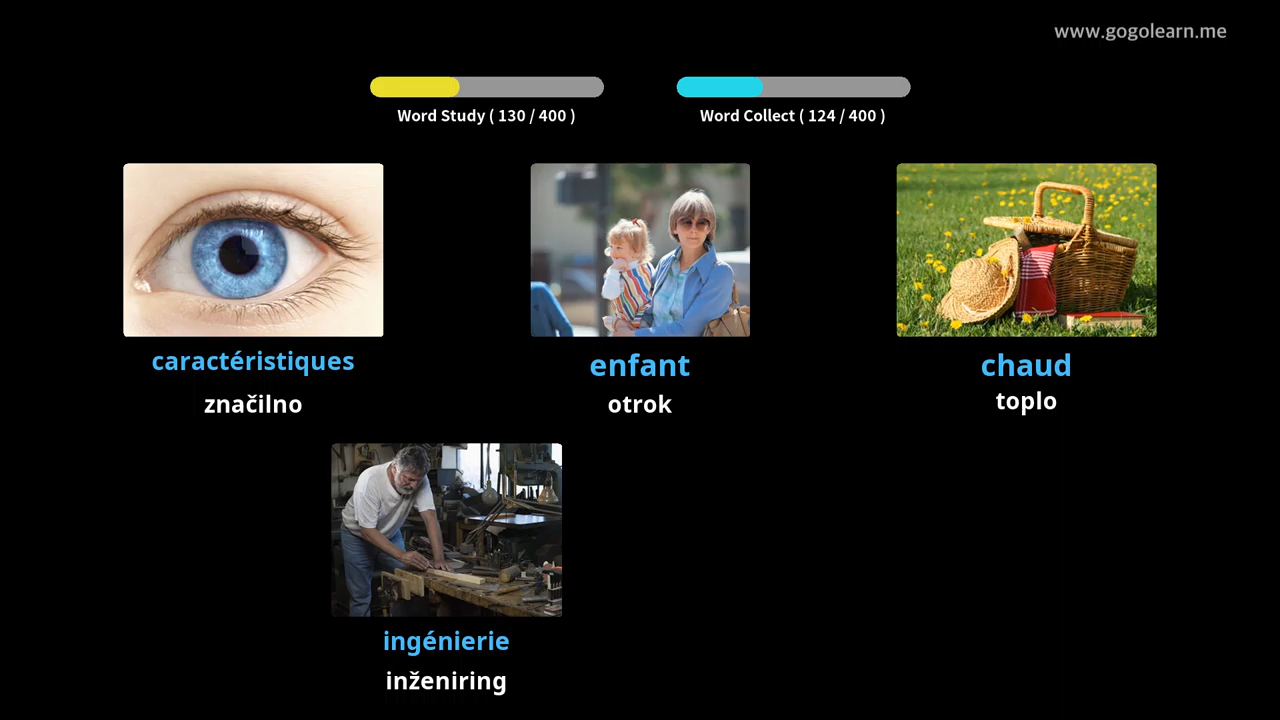 www.gogolearn.me
Word Study ( 130 / 400 )
Word Collect ( 124 / 400 )
caractéristiques
značilno
enfant
otrok
chaud
toplo
ingénierie
inženiring